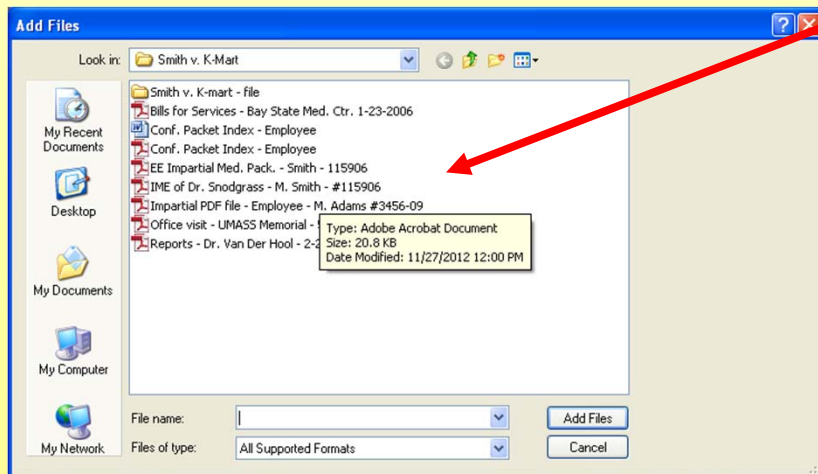 Add Files
Look in:
Smith v. K-Mart
My Recent
Documents
Desktop
My Documents
My Computer
My Network
Smith v. K-mart - file
Bills for Services - Bay State Med. Ctr. 1-23-2006
Conf. Packet Index - Employee
Conf. Packet Index - Employee
EE Impartial Med. Pack. - Smith - 115906
IME of Dr. Snodgrass - M. Smith - #115906
Impartial PDF file - Employee - M. Adams #3456-09
Office visit - UMASS Memorial -
Reports - Dr. Van Der Hool - 2-2
Type: Adobe Acrobat Document
Size: 20.8 KB
Date Modified: 11/27/2012 12:00 PM
File name:
Add Files
Files of type:
All Supported Formats
Cancel